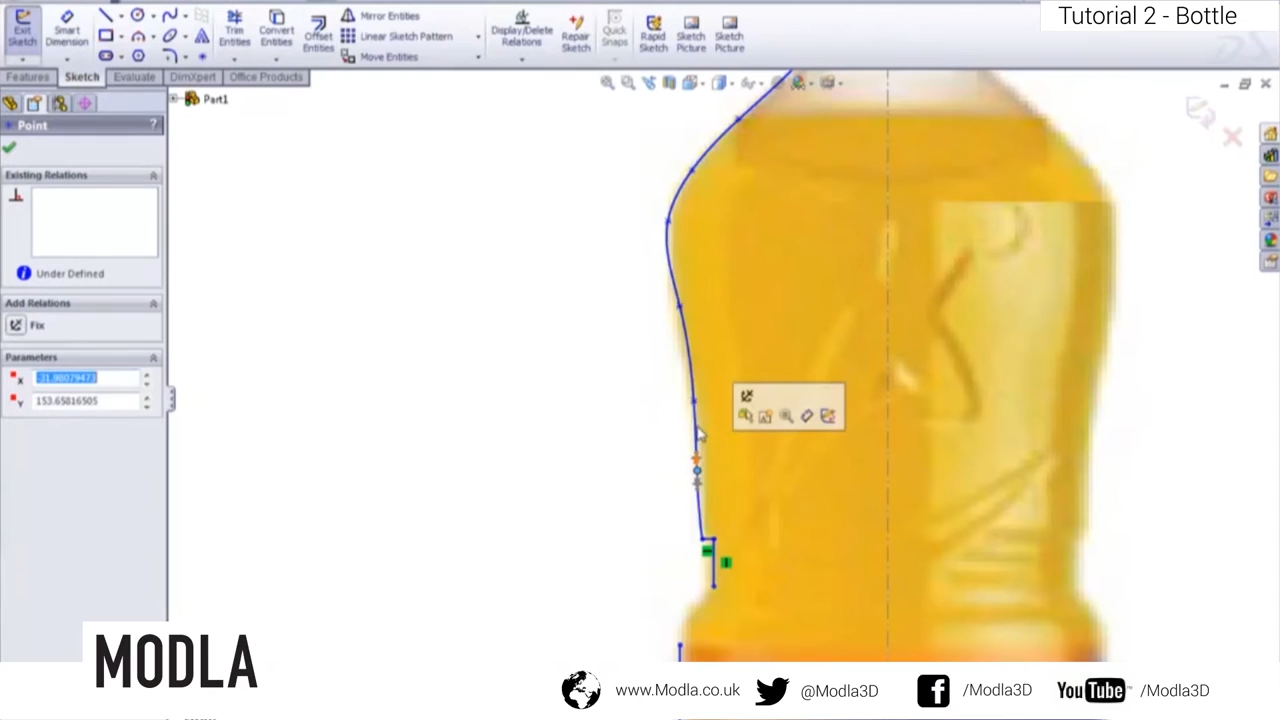 Tutorial 2 - Bottle
Exit Sketch
Smart Dimension
Trim Entities
Convert Entities
Offset Entities
Mirror Entities
Linear Sketch Pattern
Move Entities
Display/Delete Relations
Repair Sketch
Quick Snaps
Rapid Sketch
Sketch Picture
Sketch Picture
Features
Sketch
Evaluate
DimXpert
Office Products
Part1
Point
?
Existing Relations
Under Defined
Add Relations
Fix
Parameters
X
-31.98079473
Y
153.65816505
MODLA
www.Modla.co.uk
@Modla3D
/Modla3D
YouTube
/Modla3D